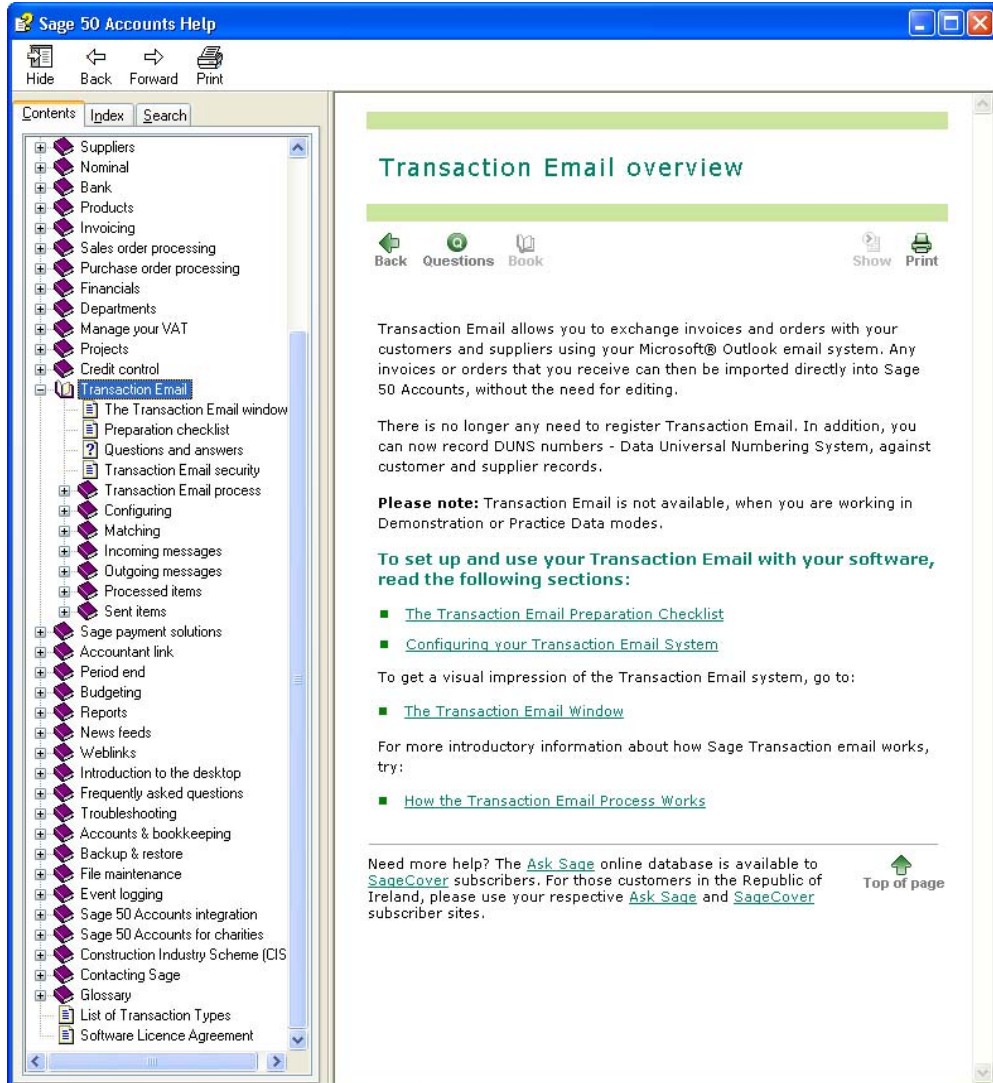 Sage 50 Accounts Help
Hide Back Forward Print
Contents Index Search
Suppliers
Nominal
Bank
Products
Invoicing
Sales order processing
Purchase order processing
Financials
Departments
Manage your VAT
Projects
Credit control
Transaction Email
The Transaction Email window
Preparation checklist
Questions and answers
Transaction Email security
Transaction Email process
Configuring
Matching
Incoming messages
Outgoing messages
Processed items
Sent items
Sage payment solutions
Accountant link
Period end
Budgeting
Reports
News feeds
Weblinks
Introduction to the desktop
Frequently asked questions
Troubleshooting
Accounts & bookkeeping
Backup & restore
File maintenance
Event logging
Sage 50 Accounts integration
Sage 50 Accounts for charities
Construction Industry Scheme (CIS
Contacting Sage
Glossary
List of Transaction Types
Software Licence Agreement
Transaction Email overview
Back Questions Book Show Print
Transaction Email allows you to exchange invoices and orders with your
customers and suppliers using your Microsoft® Outlook email system. Any
invoices or orders that you receive can then be imported directly into Sage
50 Accounts, without the need for editing.
There is no longer any need to register Transaction Email. In addition, you
can now record DUNS numbers - Data Universal Numbering System, against
customer and supplier records.
Please note: Transaction Email is not available, when you are working in
Demonstration or Practice Data modes.
To set up and use your Transaction Email with your software,
read the following sections:
The Transaction Email Preparation Checklist
Configuring your Transaction Email System
To get a visual impression of the Transaction Email system, go to:
The Transaction Email Window
For more introductory information about how Sage Transaction email works,
try:
How the Transaction Email Process Works
Need more help? The Ask Sage online database is available to
SageCover subscribers. For those customers in the Republic of
Ireland, please use your respective Ask Sage and SageCover
subscriber sites.
Top of page